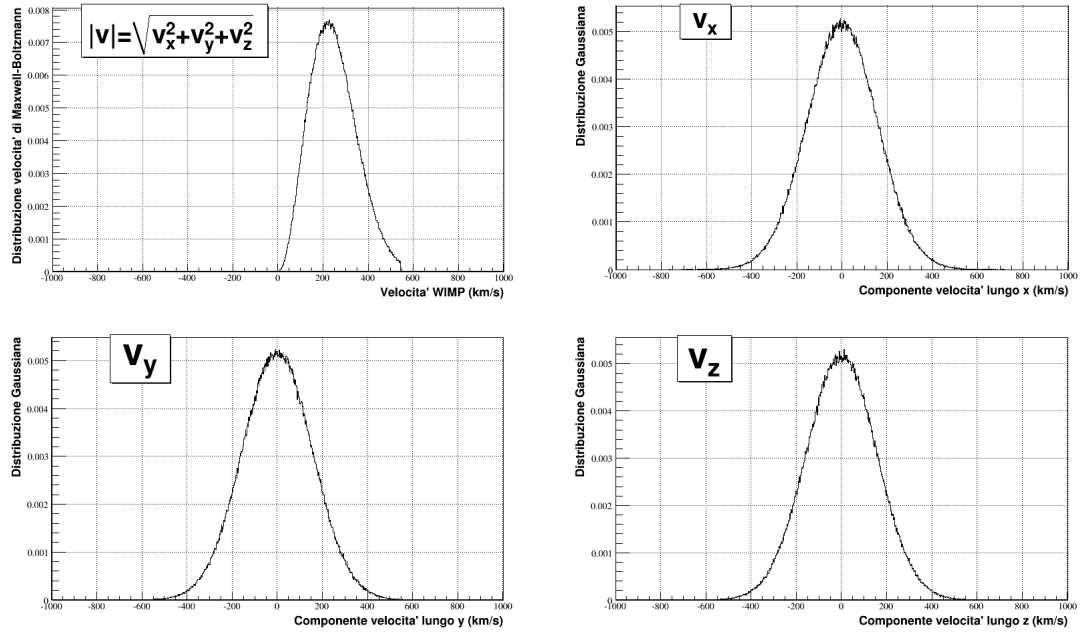 |v|=√v_x^2+v_y^2+v_z^2
Distribuzione velocita' di Maxwell-Boltzmann
0.008
0.007
0.006
0.005
0.004
0.003
0.002
0.001
0
-1000 -800 -600 -400 -200 0 200 400 600 800 1000
Velocita' WIMP (km/s)
v_x
Distribuzione Gaussiana
0.005
0.004
0.003
0.002
0.001
0
-1000 -800 -600 -400 -200 0 200 400 600 800 1000
Componente velocita' lungo x (km/s)
v_y
Distribuzione Gaussiana
0.005
0.004
0.003
0.002
0.001
0
-1000 -800 -600 -400 -200 0 200 400 600 800 1000
Componente velocita' lungo y (km/s)
v_z
Distribuzione Gaussiana
0.005
0.004
0.003
0.002
0.001
0
-1000 -800 -600 -400 -200 0 200 400 600 800 1000
Componente velocita' lungo z (km/s)